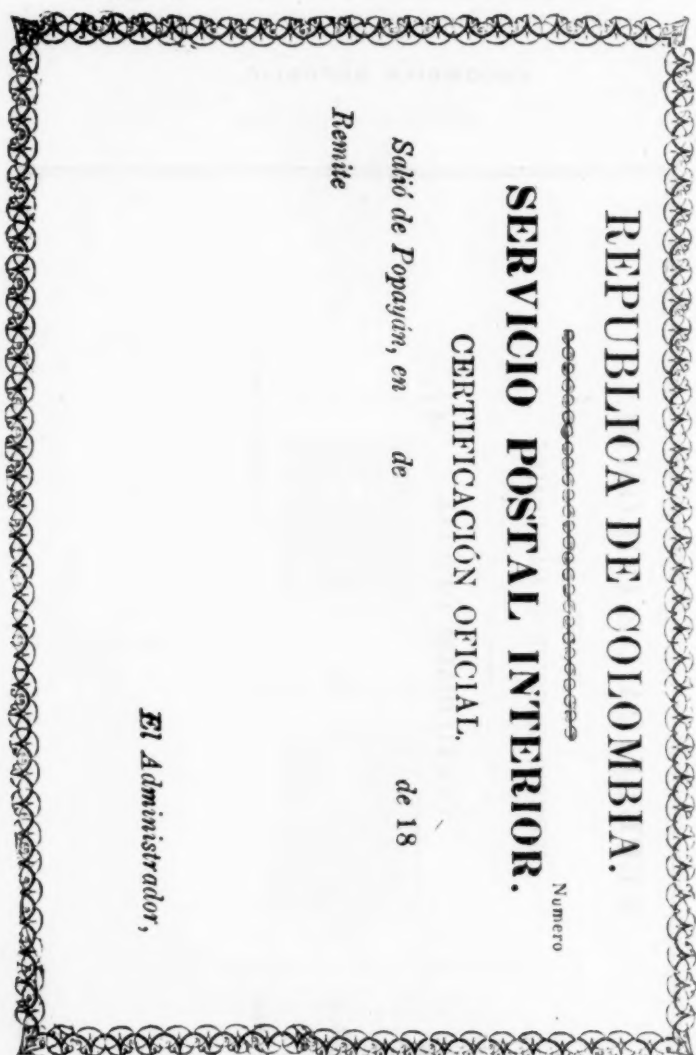 REPUBLICA DE COLOMBIA.
Numero
SERVICIO POSTAL INTERIOR.
CERTIFICACIÓN OFICIAL.
Salió de Popayán, en de de 18
Remite
El Administrador,